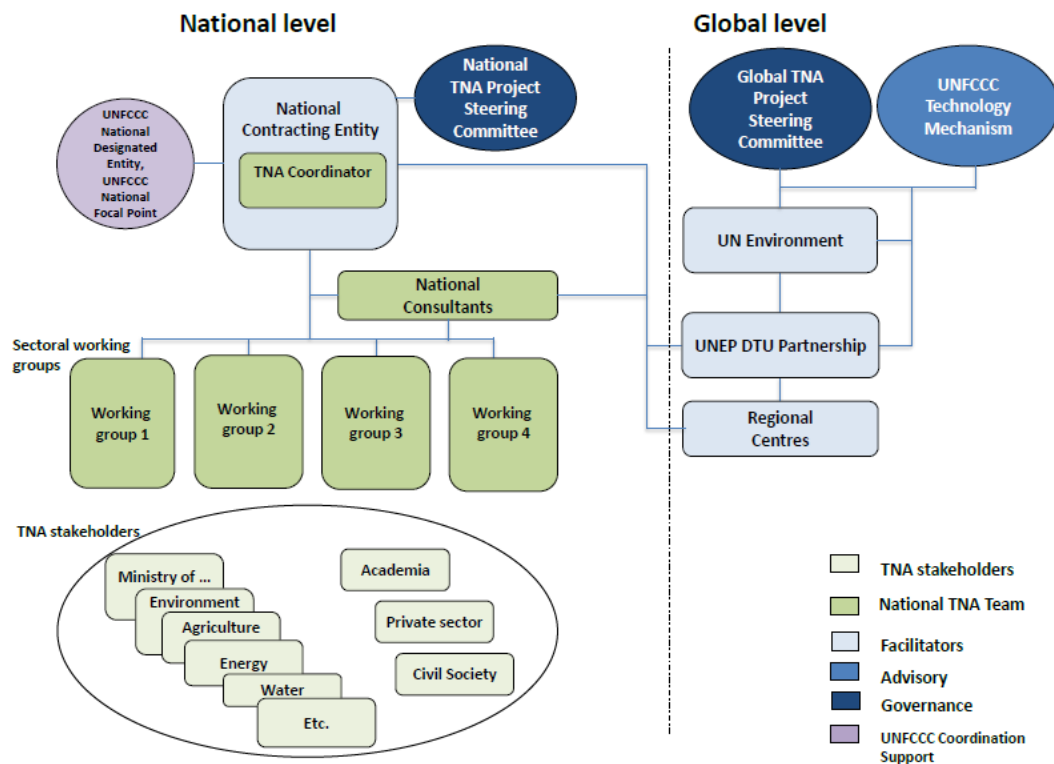 National level
Global level
UNFCCC
National
Designated
Entity,
UNFCCC
National
Focal Point
National
Contracting Entity
TNA Coordinator
National
TNA Project
Steering
Committee
Global TNA
Project
Steering
Committee
UNFCCC
Technology
Mechanism
UN Environment
National
Consultants
UNEP DTU Partnership
Regional
Centres
Sectoral working
groups
Working
group 1
Working
group 2
Working
group 3
Working
group 4
TNA stakeholders
Ministry of ...
Environment
Agriculture
Energy
Water
Etc.
Academia
Private sector
Civil Society
TNA stakeholders
National TNA Team
Facilitators
Advisory
Governance
UNFCCC Coordination
Support